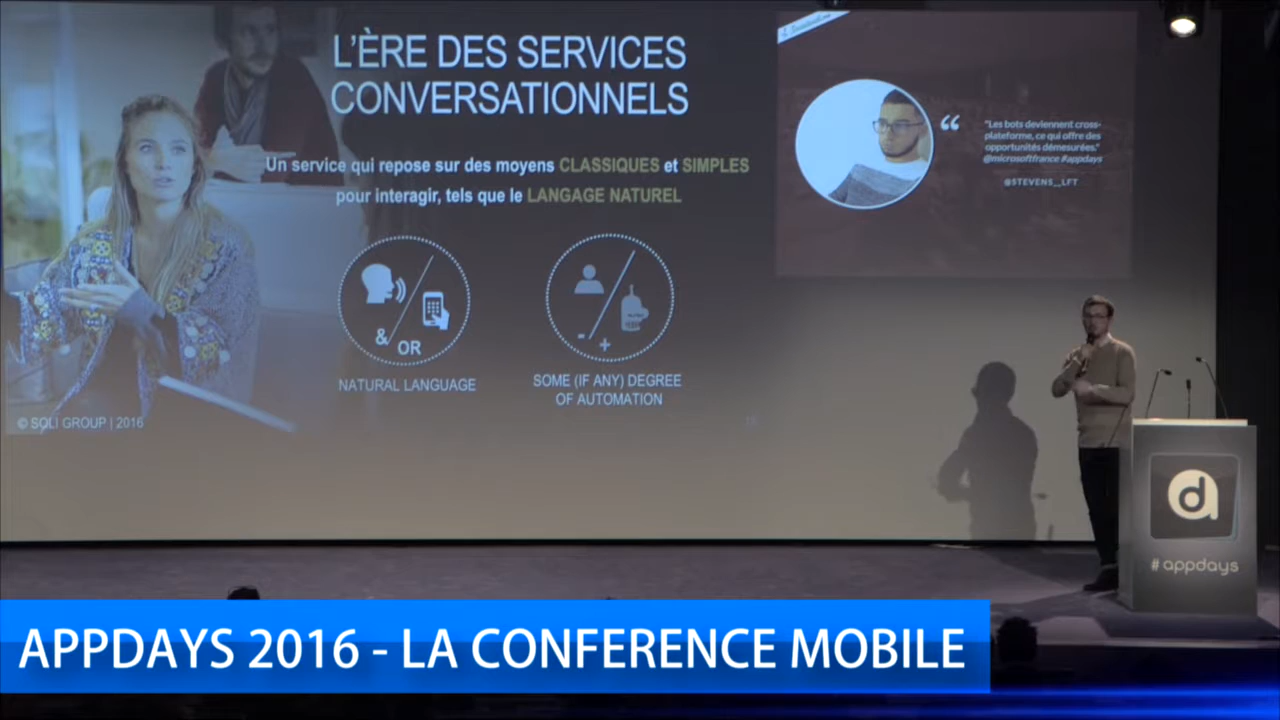 L'ÈRE DES SERVICES
CONVERSATIONNELS
Un service qui repose sur des moyens CLASSIQUES et SIMPLES
pour interagir, tels que le LANGAGE NATUREL
& OR
NATURAL LANGUAGE
- +
SOME (IF ANY) DEGREE
OF AUTOMATION
© SOLI GROUP | 2016
“
"Les bots deviennent cross-
plateforme, ce qui offre des
opportunités démesurées."
@microsoftfrance #appdays
@STEVENS__LFT
d
#appdays
APPDAYS 2016 - LA CONFERENCE MOBILE